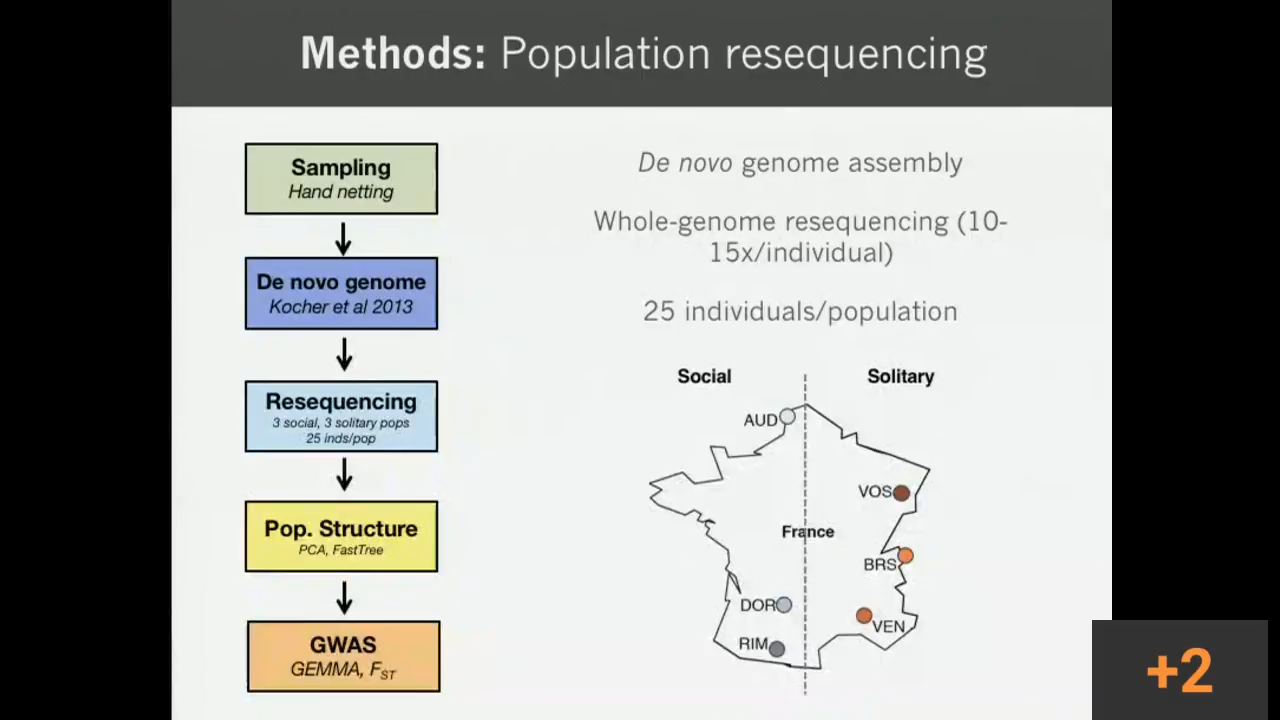 Methods: Population resequencing
Sampling
Hand netting
De novo genome
Kocher et al 2013
Resequencing
3 social, 3 solitary pops
25 inds/pop
Pop. Structure
PCA, FastTree
GWAS
GEMMA, FST
De novo genome assembly
Whole-genome resequencing (10-
15x/individual)
25 individuals/population
Social
Solitary
AUD
VOS
France
BRS
DOR
VEN
RIM
+2